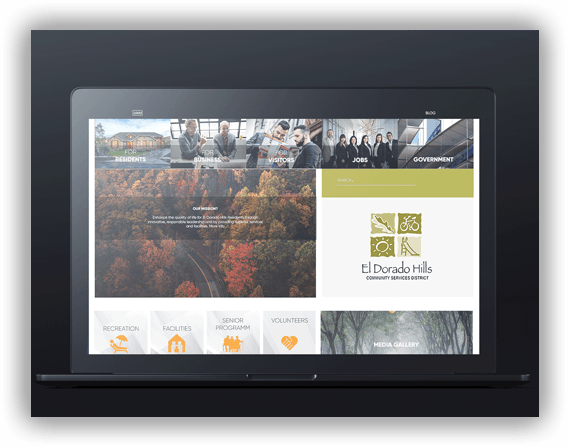 BLOG
FOR
RESIDENTS
FOR
BUSINESS
FOR
VISITORS
JOBS
GOVERNMENT
OUR MISSION?
Enhance the quality of life for El Dorado Hills Residents through
innovative, responsible leadership and by providing superior services
and facilities. More info...
El Dorado Hills
COMMUNITY SERVICES DISTRICT
RECREATION
FACILITIES
SENIOR
PROGRAMM
VOLUNTEERS
MEDIA GALLERY